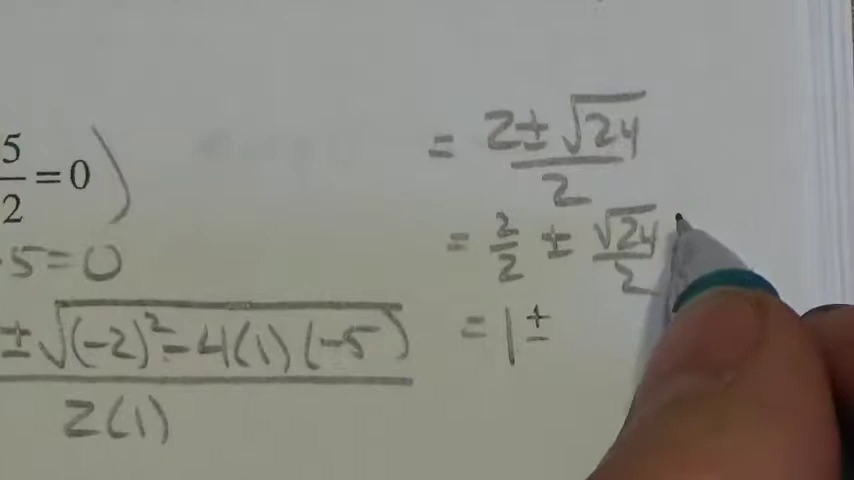 5/2 = 0 )
·5 = 0
± √((-2)² - 4(1)(-5)) / 2(1)
= (2 ± √24) / 2
= 2/2 ± √24 / 2
= 1 ±